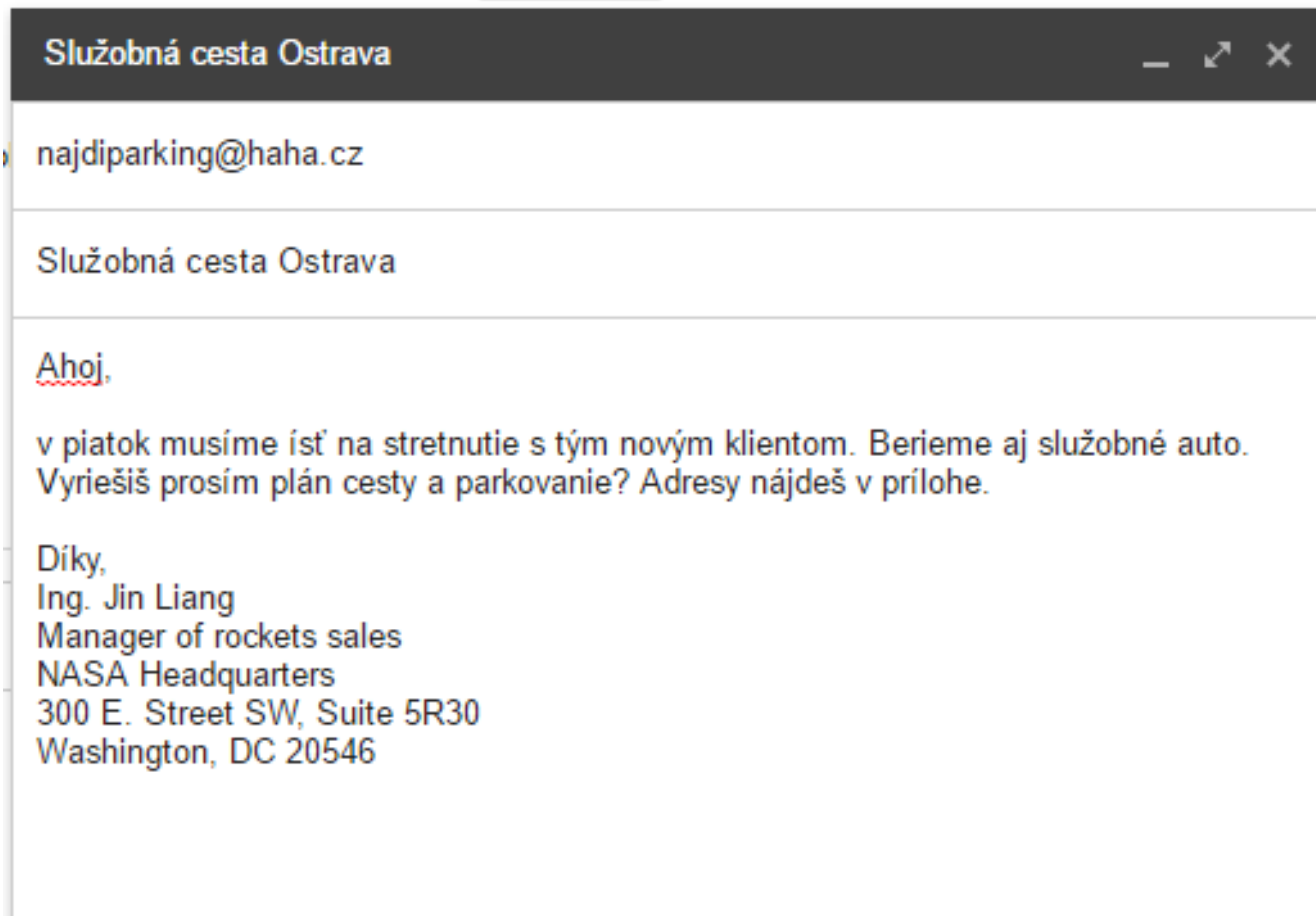 Služobná cesta Ostrava
najdiparking@haha.cz
Služobná cesta Ostrava
Ahoj,
v piatok musíme ísť na stretnutie s tým novým klientom. Berieme aj služobné auto.
Vyriešiš prosím plán cesty a parkovanie? Adresy nájdeš v prílohe.
Díky,
Ing. Jin Liang
Manager of rockets sales
NASA Headquarters
300 E. Street SW, Suite 5R30
Washington, DC 20546